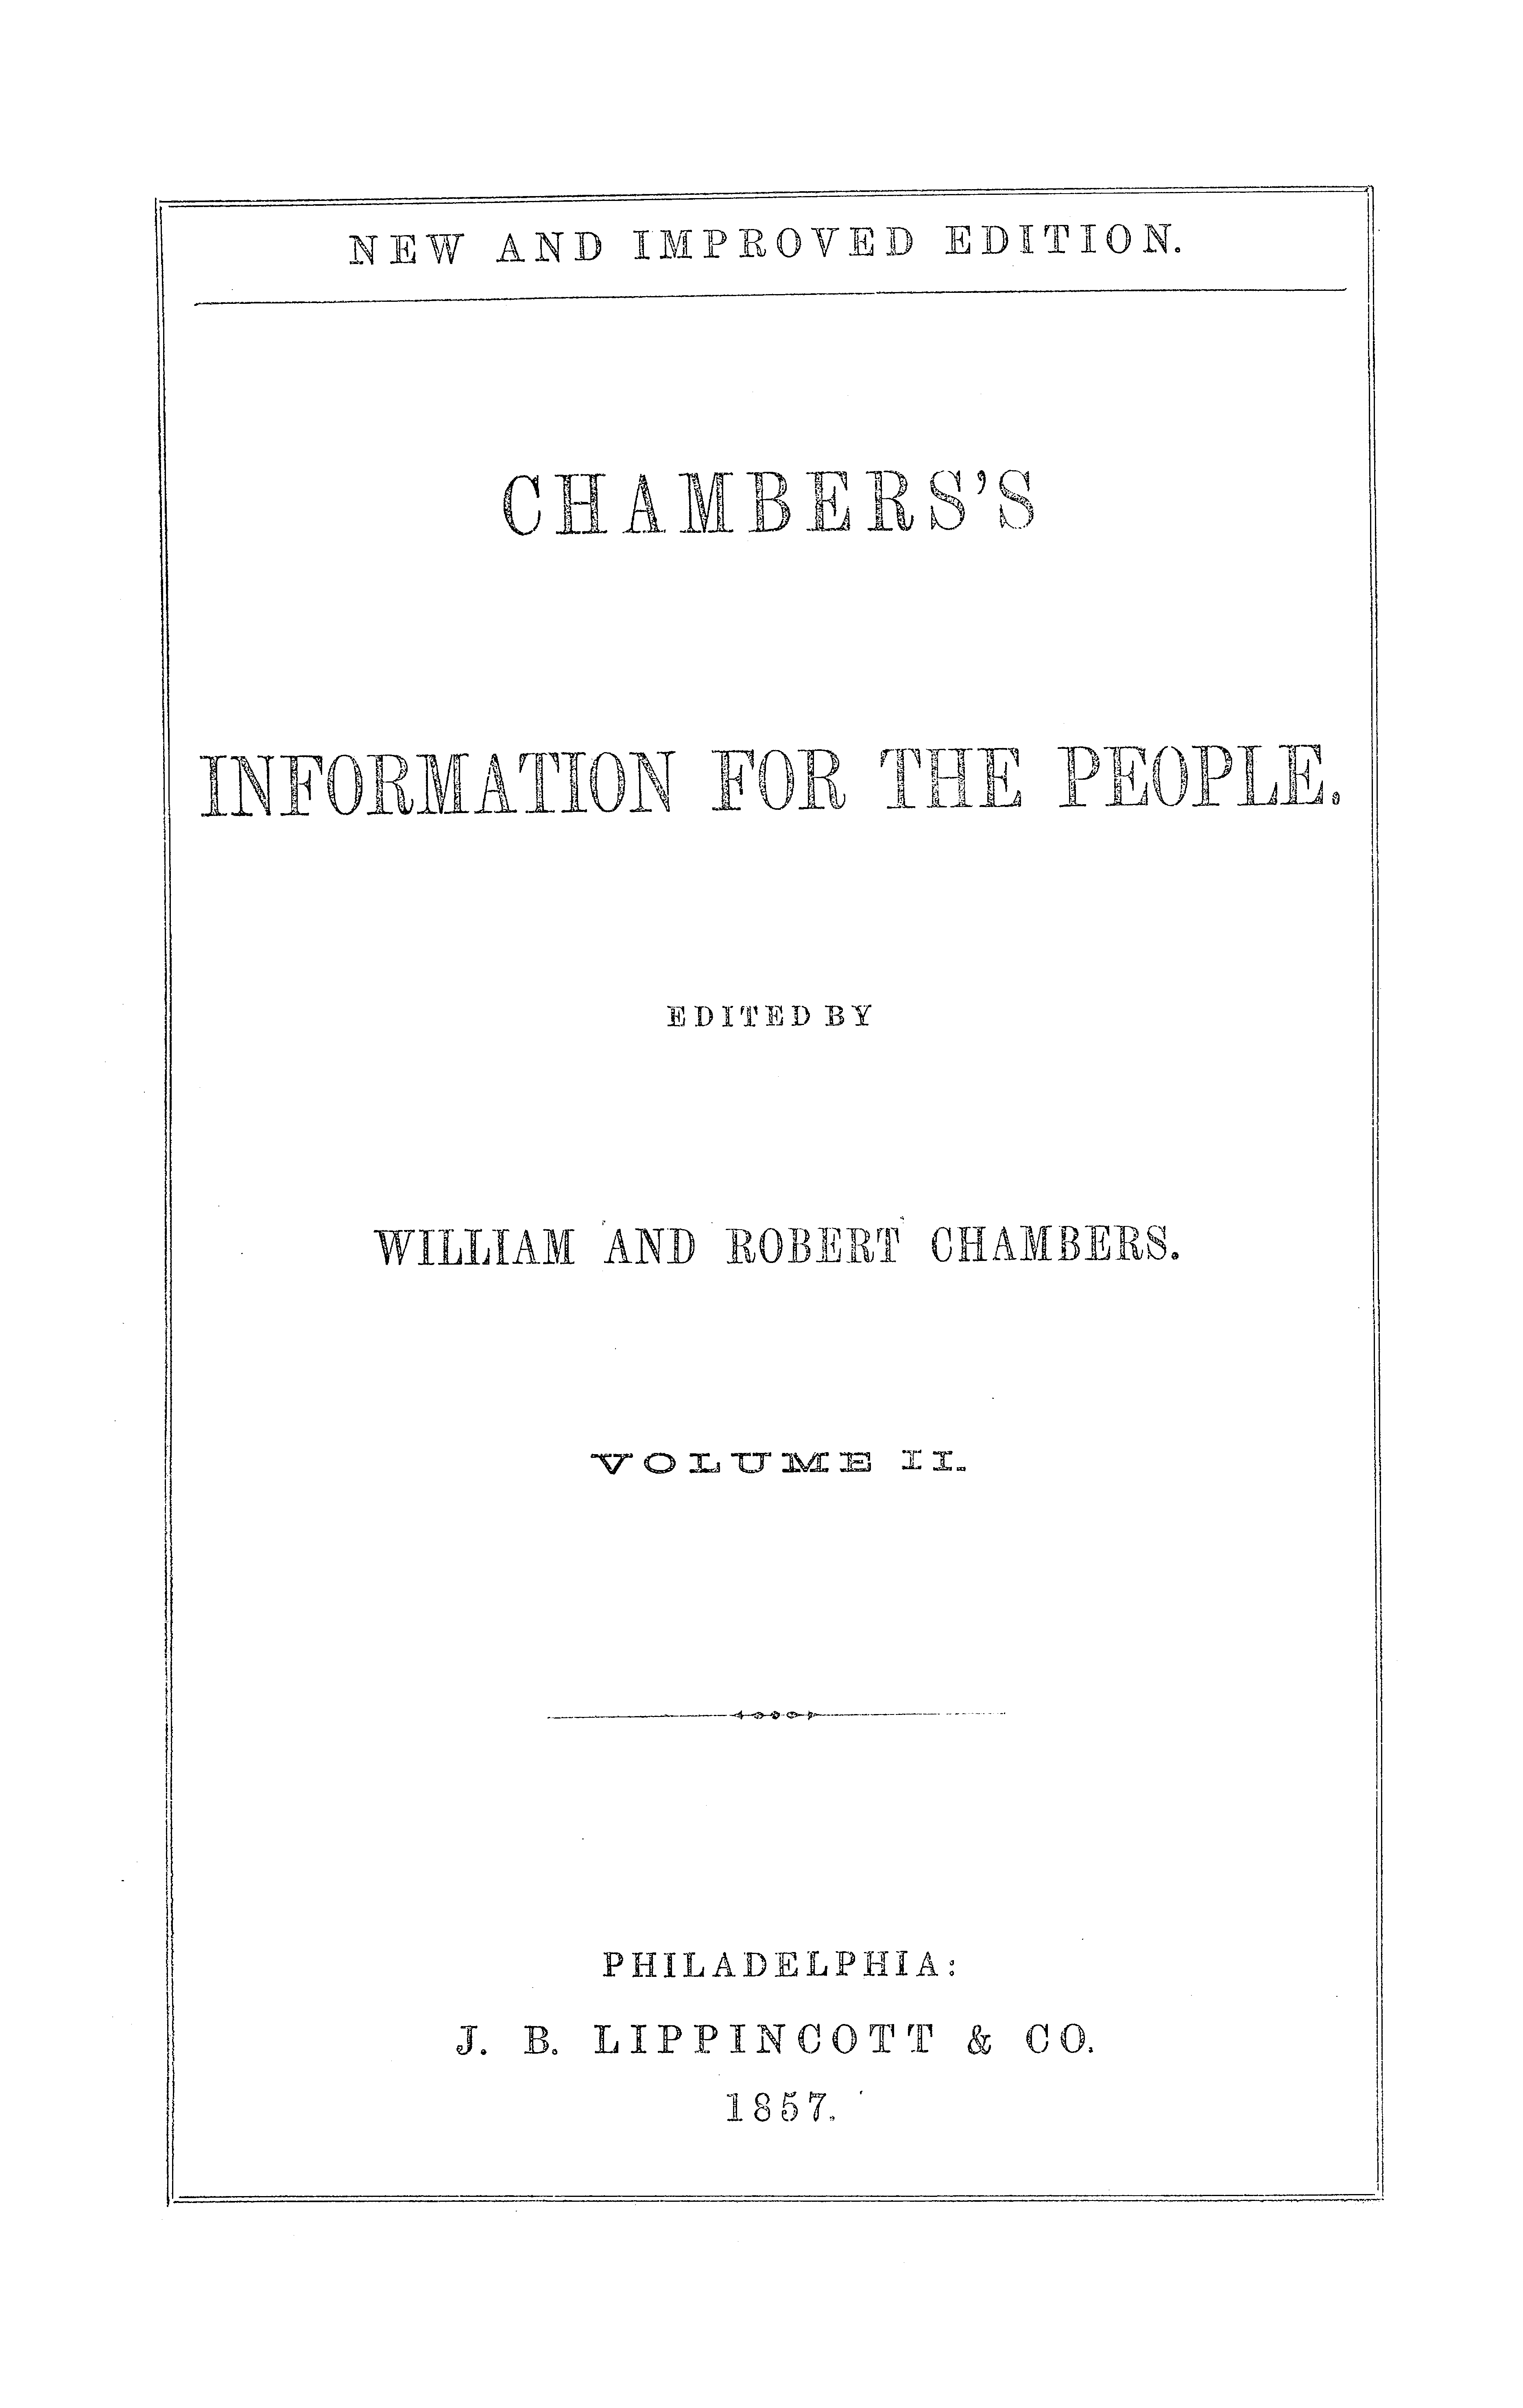 NEW AND IMPROVED EDITION.
CHAMBERS'S
INFORMATION FOR THE PEOPLE.
EDITED BY
WILLIAM AND ROBERT CHAMBERS.
VOLUME II.
PHILADELPHIA:
J. B. LIPPINCOTT & CO.
1857.